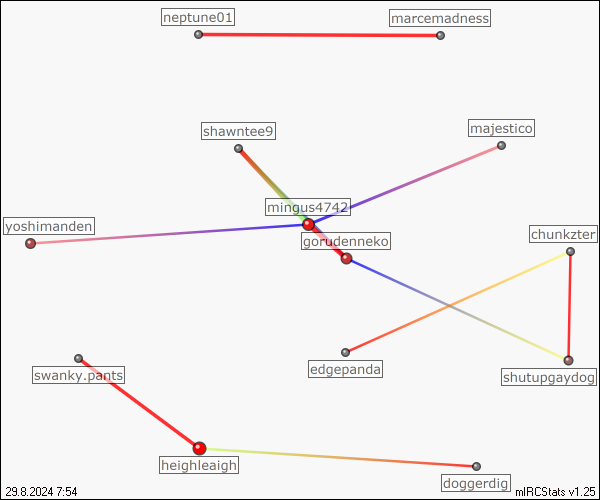 neptune01
marcemadness
shawntee9
majestico
mingus4742
yoshimanden
gorudenneko
chunkzter
edgepanda
swanky.pants
shutupgaydog
heighleaigh
doggerdig
29.8.2024 7:54
mIRCStats v1.25